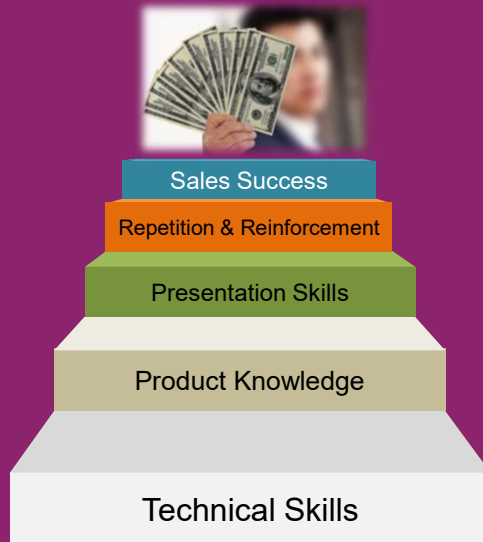 Sales Success
Repetition & Reinforcement
Presentation Skills
Product Knowledge
Technical Skills